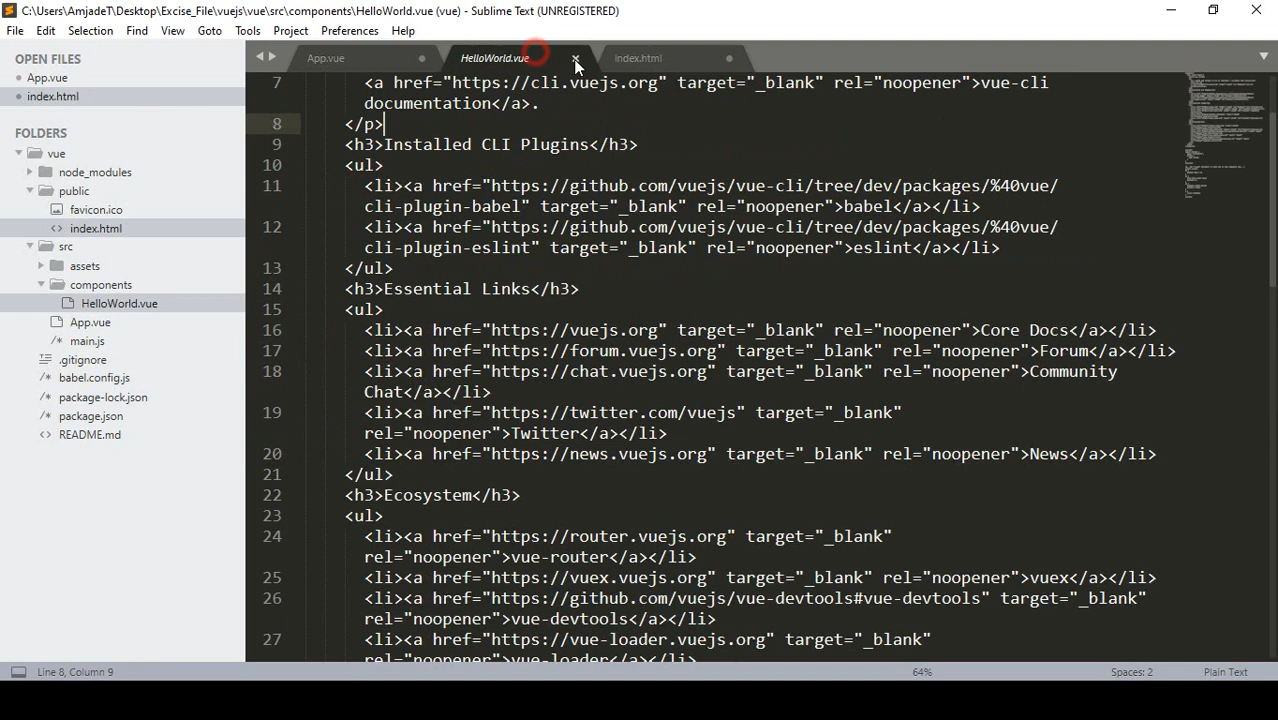 C:\Users\AmjadeT\Desktop\Excise_File\vuejs\vue\src\components\HelloWorld.vue (vue) - Sublime Text (UNREGISTERED)
File Edit Selection Find View Goto Tools Project Preferences Help
OPEN FILES
App.vue
index.html
FOLDERS
vue
node_modules
public
favicon.ico
index.html
src
assets
components
HelloWorld.vue
App.vue
main.js
.gitignore
babel.config.js
package-lock.json
package.json
README.md
App.vue HelloWorld.vue index.html
7 <a href="https://cli.vuejs.org" target="_blank" rel="noopener">vue-cli
documentation</a>.
8 </p>
9 <h3>Installed CLI Plugins</h3>
10 <ul>
11 <li><a href="https://github.com/vuejs/vue-cli/tree/dev/packages/%40vue/
cli-plugin-babel" target="_blank" rel="noopener">babel</a></li>
12 <li><a href="https://github.com/vuejs/vue-cli/tree/dev/packages/%40vue/
cli-plugin-eslint" target="_blank" rel="noopener">eslint</a></li>
13 </ul>
14 <h3>Essential Links</h3>
15 <ul>
16 <li><a href="https://vuejs.org" target="_blank" rel="noopener">Core Docs</a></li>
17 <li><a href="https://forum.vuejs.org" target="_blank" rel="noopener">Forum</a></li>
18 <li><a href="https://chat.vuejs.org" target="_blank" rel="noopener">Community
Chat</a></li>
19 <li><a href="https://twitter.com/vuejs" target="_blank"
rel="noopener">Twitter</a></li>
20 <li><a href="https://news.vuejs.org" target="_blank" rel="noopener">News</a></li>
21 </ul>
22 <h3>Ecosystem</h3>
23 <ul>
24 <li><a href="https://router.vuejs.org" target="_blank"
rel="noopener">vue-router</a></li>
25 <li><a href="https://vuex.vuejs.org" target="_blank" rel="noopener">vuex</a></li>
26 <li><a href="https://github.com/vuejs/vue-devtools#vue-devtools" target="_blank"
rel="noopener">vue-devtools</a></li>
27 <li><a href="https://vue-loader.vuejs.org" target="_blank"
rel="noopener">vue-loader</a></li>
Line 8, Column 9 64% Spaces: 2 Plain Text